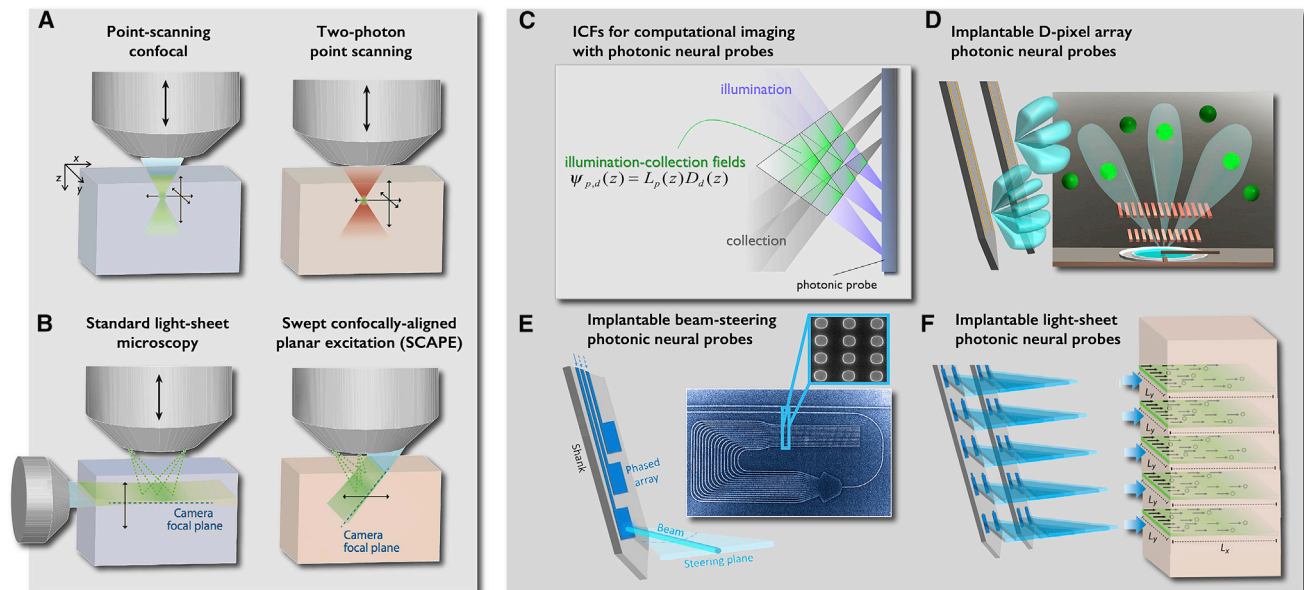 A
Point-scanning
confocal
Two-photon
point scanning
x
z
y
B
Standard light-sheet
microscopy
Swept confocally-aligned
planar excitation (SCAPE)
Camera
focal plane
Camera
focal plane
C
ICFs for computational imaging
with photonic neural probes
illumination
illumination-collection fields
ψ p,d (z) = L p (z)D d (z)
collection
photonic probe
D
Implantable D-pixel array
photonic neural probes
E
Implantable beam-steering
photonic neural probes
Shank
Phased
array
Beam
Steering plane
F
Implantable light-sheet
photonic neural probes
Ly
Ly
Ly
Ly
Ly
Lx